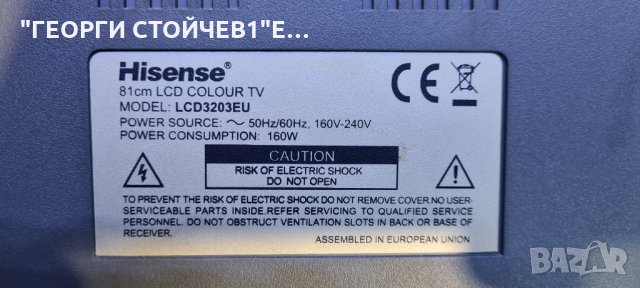 "ГЕОРГИ СТОЙЧЕВ1"Е...
Hisense®
81cm LCD COLOUR TV
MODEL: LCD3203EU
POWER SOURCE: ～ 50Hz/60Hz, 160V-240V
POWER CONSUMPTION: 160W
CE
CAUTION
RISK OF ELECTRIC SHOCK
DO NOT OPEN
TO PREVENT THE RISK OF ELECTRIC SHOCK DO NOT REMOVE COVER.NO USER-
SERVICEABLE PARTS INSIDE.REFER SERVICING TO QUALIFIED SERVICE
PERSONNEL. DO NOT OBSTRUCT VENTILATION SLOTS IN BACK OR BASE OF
RECEIVER.
ASSEMBLED IN EUROPEAN UNION
BAZAR